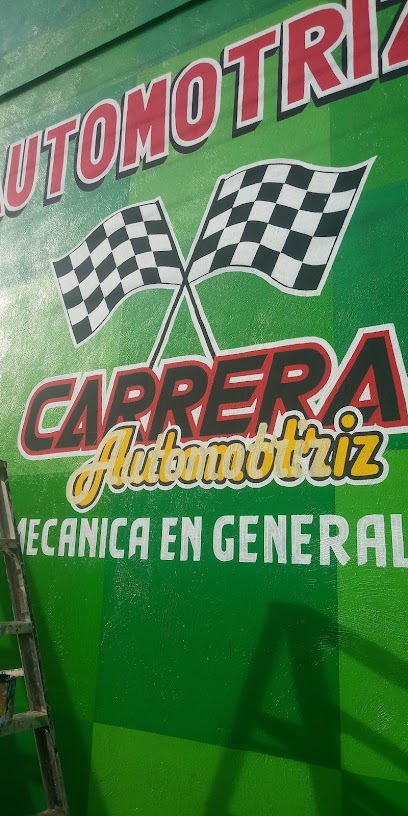 AUTOMOTRIZ
CARRERA
Automotriz
MECANICA EN GENERAL